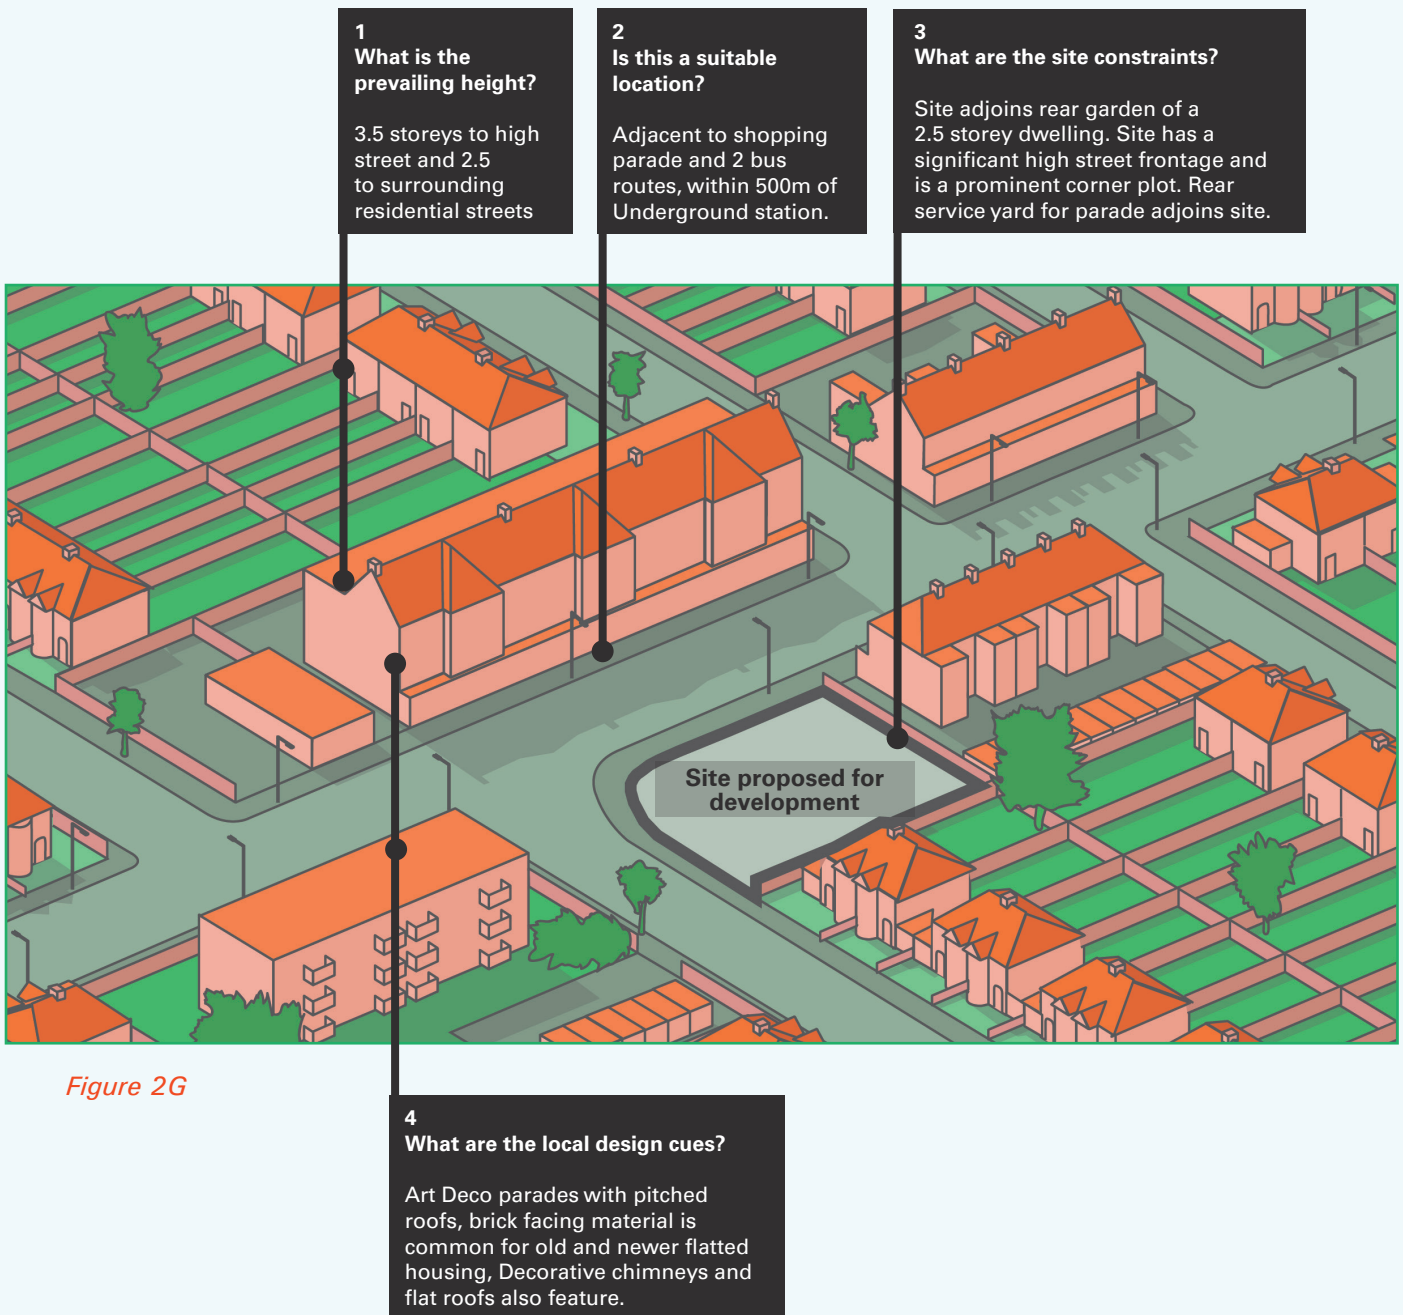 1
What is the
prevailing height?
3.5 storeys to high
street and 2.5
to surrounding
residential streets
2
Is this a suitable
location?
Adjacent to shopping
parade and 2 bus
routes, within 500m of
Underground station.
3
What are the site constraints?
Site adjoins rear garden of a
2.5 storey dwelling. Site has a
significant high street frontage and
is a prominent corner plot. Rear
service yard for parade adjoins site.
Site proposed for
development
Figure 2G
4
What are the local design cues?
Art Deco parades with pitched
roofs, brick facing material is
common for old and newer flatted
housing, Decorative chimneys and
flat roofs also feature.